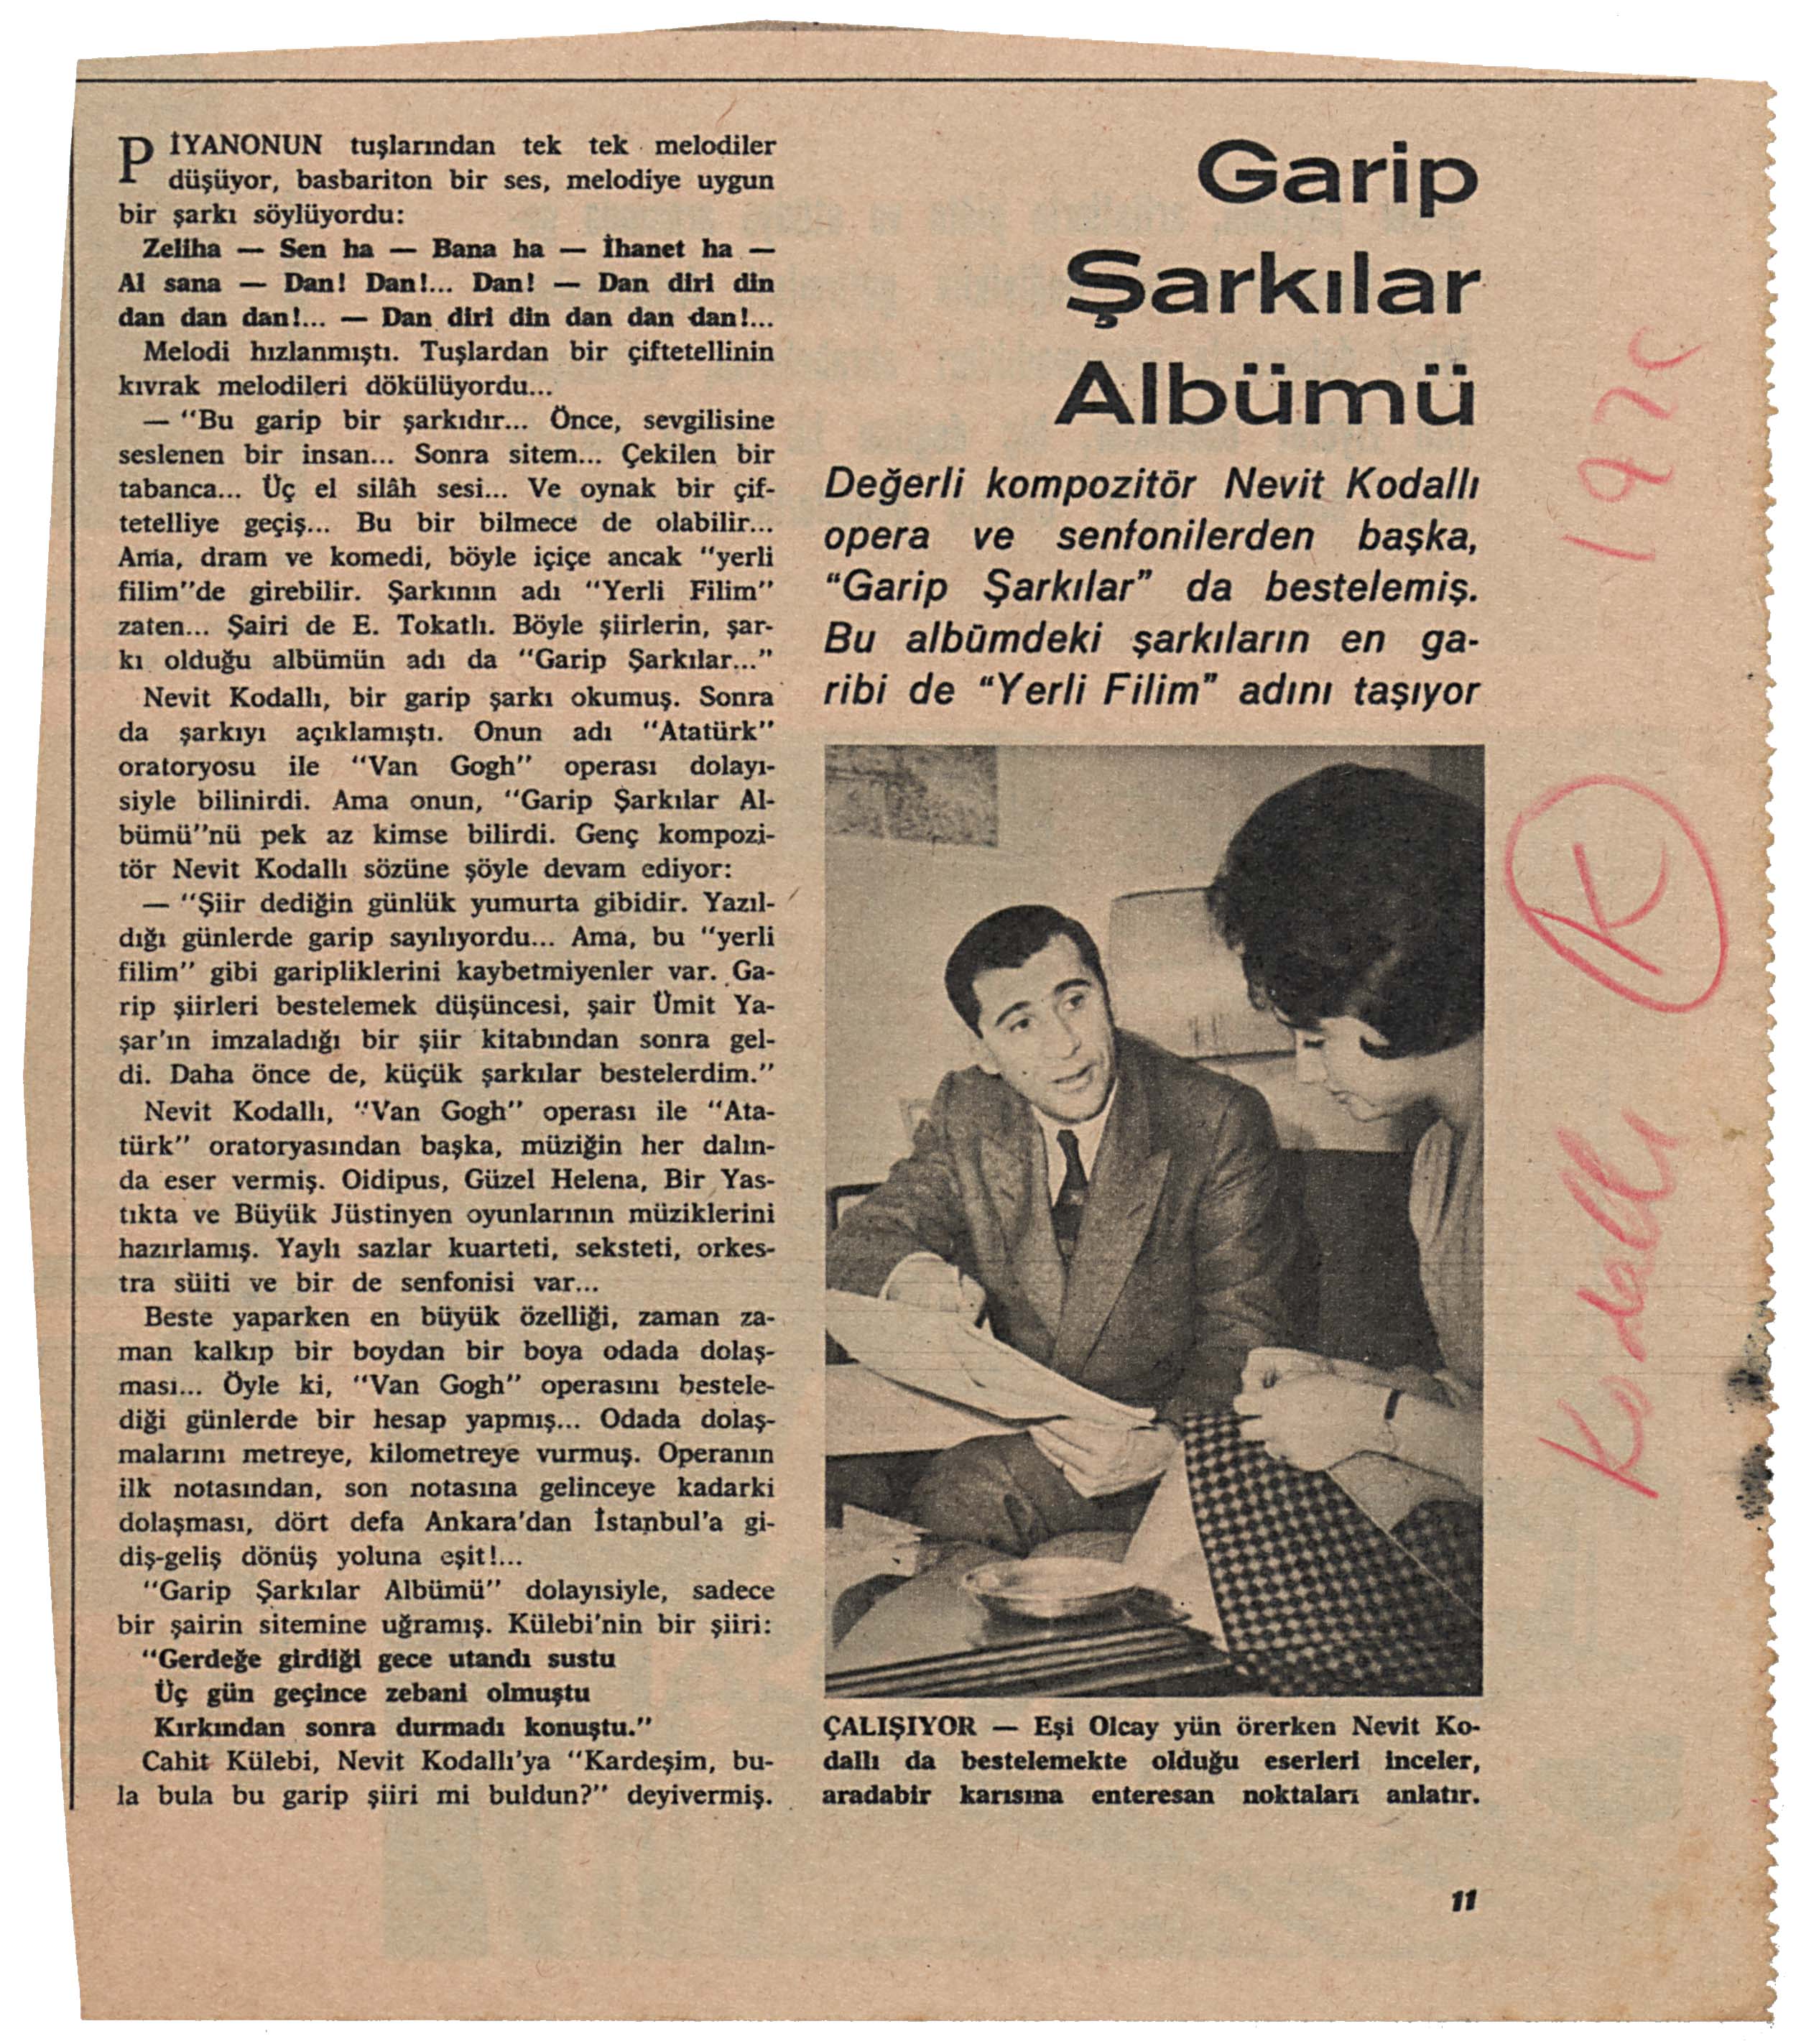 PİYANONUN tuşlarından tek tek melodiler
düşüyor, basbariton bir ses, melodiye uygun
bir şarkı söylüyordu:
Zeliha — Sen ha — Bana ha — İhanet ha —
Al sana — Dan! Dan!... Dan! — Dan diri din
dan dan dan!... — Dan diri din dan dan dan!...
Melodi hızlanmıştı. Tuşlardan bir çiftetellinin
kıvrak melodileri dökülüyordu...
— "Bu garip bir şarkıdır... Önce, sevgilisine
seslenen bir insan... Sonra sitem... Çekilen bir
tabanca... Üç el silâh sesi... Ve oynak bir çif-
tetelliye geçiş... Bu bir bilmece de olabilir...
Ama, dram ve komedi, böyle içiçe ancak "yerli
filim"de girebilir. Şarkının adı "Yerli Filim"
zaten... Şairi de E. Tokatlı. Böyle şiirlerin, şar-
kı olduğu albümün adı da "Garip Şarkılar..."
Nevit Kodallı, bir garip şarkı okumuş. Sonra
da şarkıyı açıklamıştı. Onun adı "Atatürk"
oratoryosu ile "Van Gogh" operası dolayı-
siyle bilinirdi. Ama onun, "Garip Şarkılar Al-
bümü"nü pek az kimse bilirdi. Genç kompozi-
tör Nevit Kodallı sözüne şöyle devam ediyor:
— "Şiir dediğin günlük yumurta gibidir. Yazıl-
dığı günlerde garip sayılıyordu... Ama, bu "yerli
filim" gibi garipliklerini kaybetmiyenler var. Ga-
rip şiirleri bestelemek düşüncesi, şair Ümit Ya-
şar'ın imzaladığı bir şiir kitabından sonra gel-
di. Daha önce de, küçük şarkılar bestelerdim."
Nevit Kodallı, "Van Gogh" operası ile "Ata-
türk" oratoryasından başka, müziğin her dalın-
da eser vermiş. Oidipus, Güzel Helena, Bir Yas-
tıkta ve Büyük Jüstinyen oyunlarının müziklerini
hazırlamış. Yaylı sazlar kuarteti, seksteti, orkes-
tra süiti ve bir de senfonisi var...
Beste yaparken en büyük özelliği, zaman za-
man kalkıp bir boydan bir boya odada dolaş-
ması... Öyle ki, "Van Gogh" operasını bestele-
diği günlerde bir hesap yapmış... Odada dolaş-
malarını metreye, kilometreye vurmuş. Operanın
ilk notasından, son notasına gelinceye kadarki
dolaşması, dört defa Ankara'dan İstanbul'a gi-
diş-geliş dönüş yoluna eşit!...
"Garip Şarkılar Albümü" dolayısiyle, sadece
bir şairin sitemine uğramış. Külebi'nin bir şiiri:
"Gerdeğe girdiği gece utandı sustu
Üç gün geçince zebani olmuştu
Kırkından sonra durmadı konuştu."
Cahit Külebi, Nevit Kodallı'ya "Kardeşim, bu-
la bula bu garip şiiri mi buldun?" deyivermiş.
Garip
Şarkılar
Albümü
Değerli kompozitör Nevit Kodallı
opera ve senfonilerden başka,
"Garip Şarkılar" da bestelemiş.
Bu albümdeki şarkıların en ga-
ribi de "Yerli Filim" adını taşıyor
ÇALIŞIYOR — Eşi Olcay yün örerken Nevit Ko-
dallı da bestelemekte olduğu eserleri inceler,
aradabir karısına enteresan noktaları anlatır.
11
Kodallı K